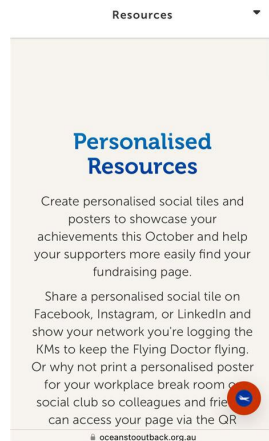 Resources
Personalised
Resources
Create personalised social tiles and
posters to showcase your
achievements this October and help
your supporters more easily find your
fundraising page.
Share a personalised social tile on
Facebook, Instagram, or LinkedIn and
show your network you're logging the
KMs to keep the Flying Doctor flying.
Or why not print a personalised poster
for your workplace break room
social club so colleagues and
can access your page via the QR
oceanstooutback.org.au